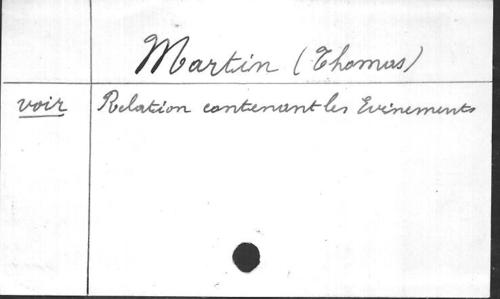 Martin (Thomas)
voir Relation contenant les Evènements